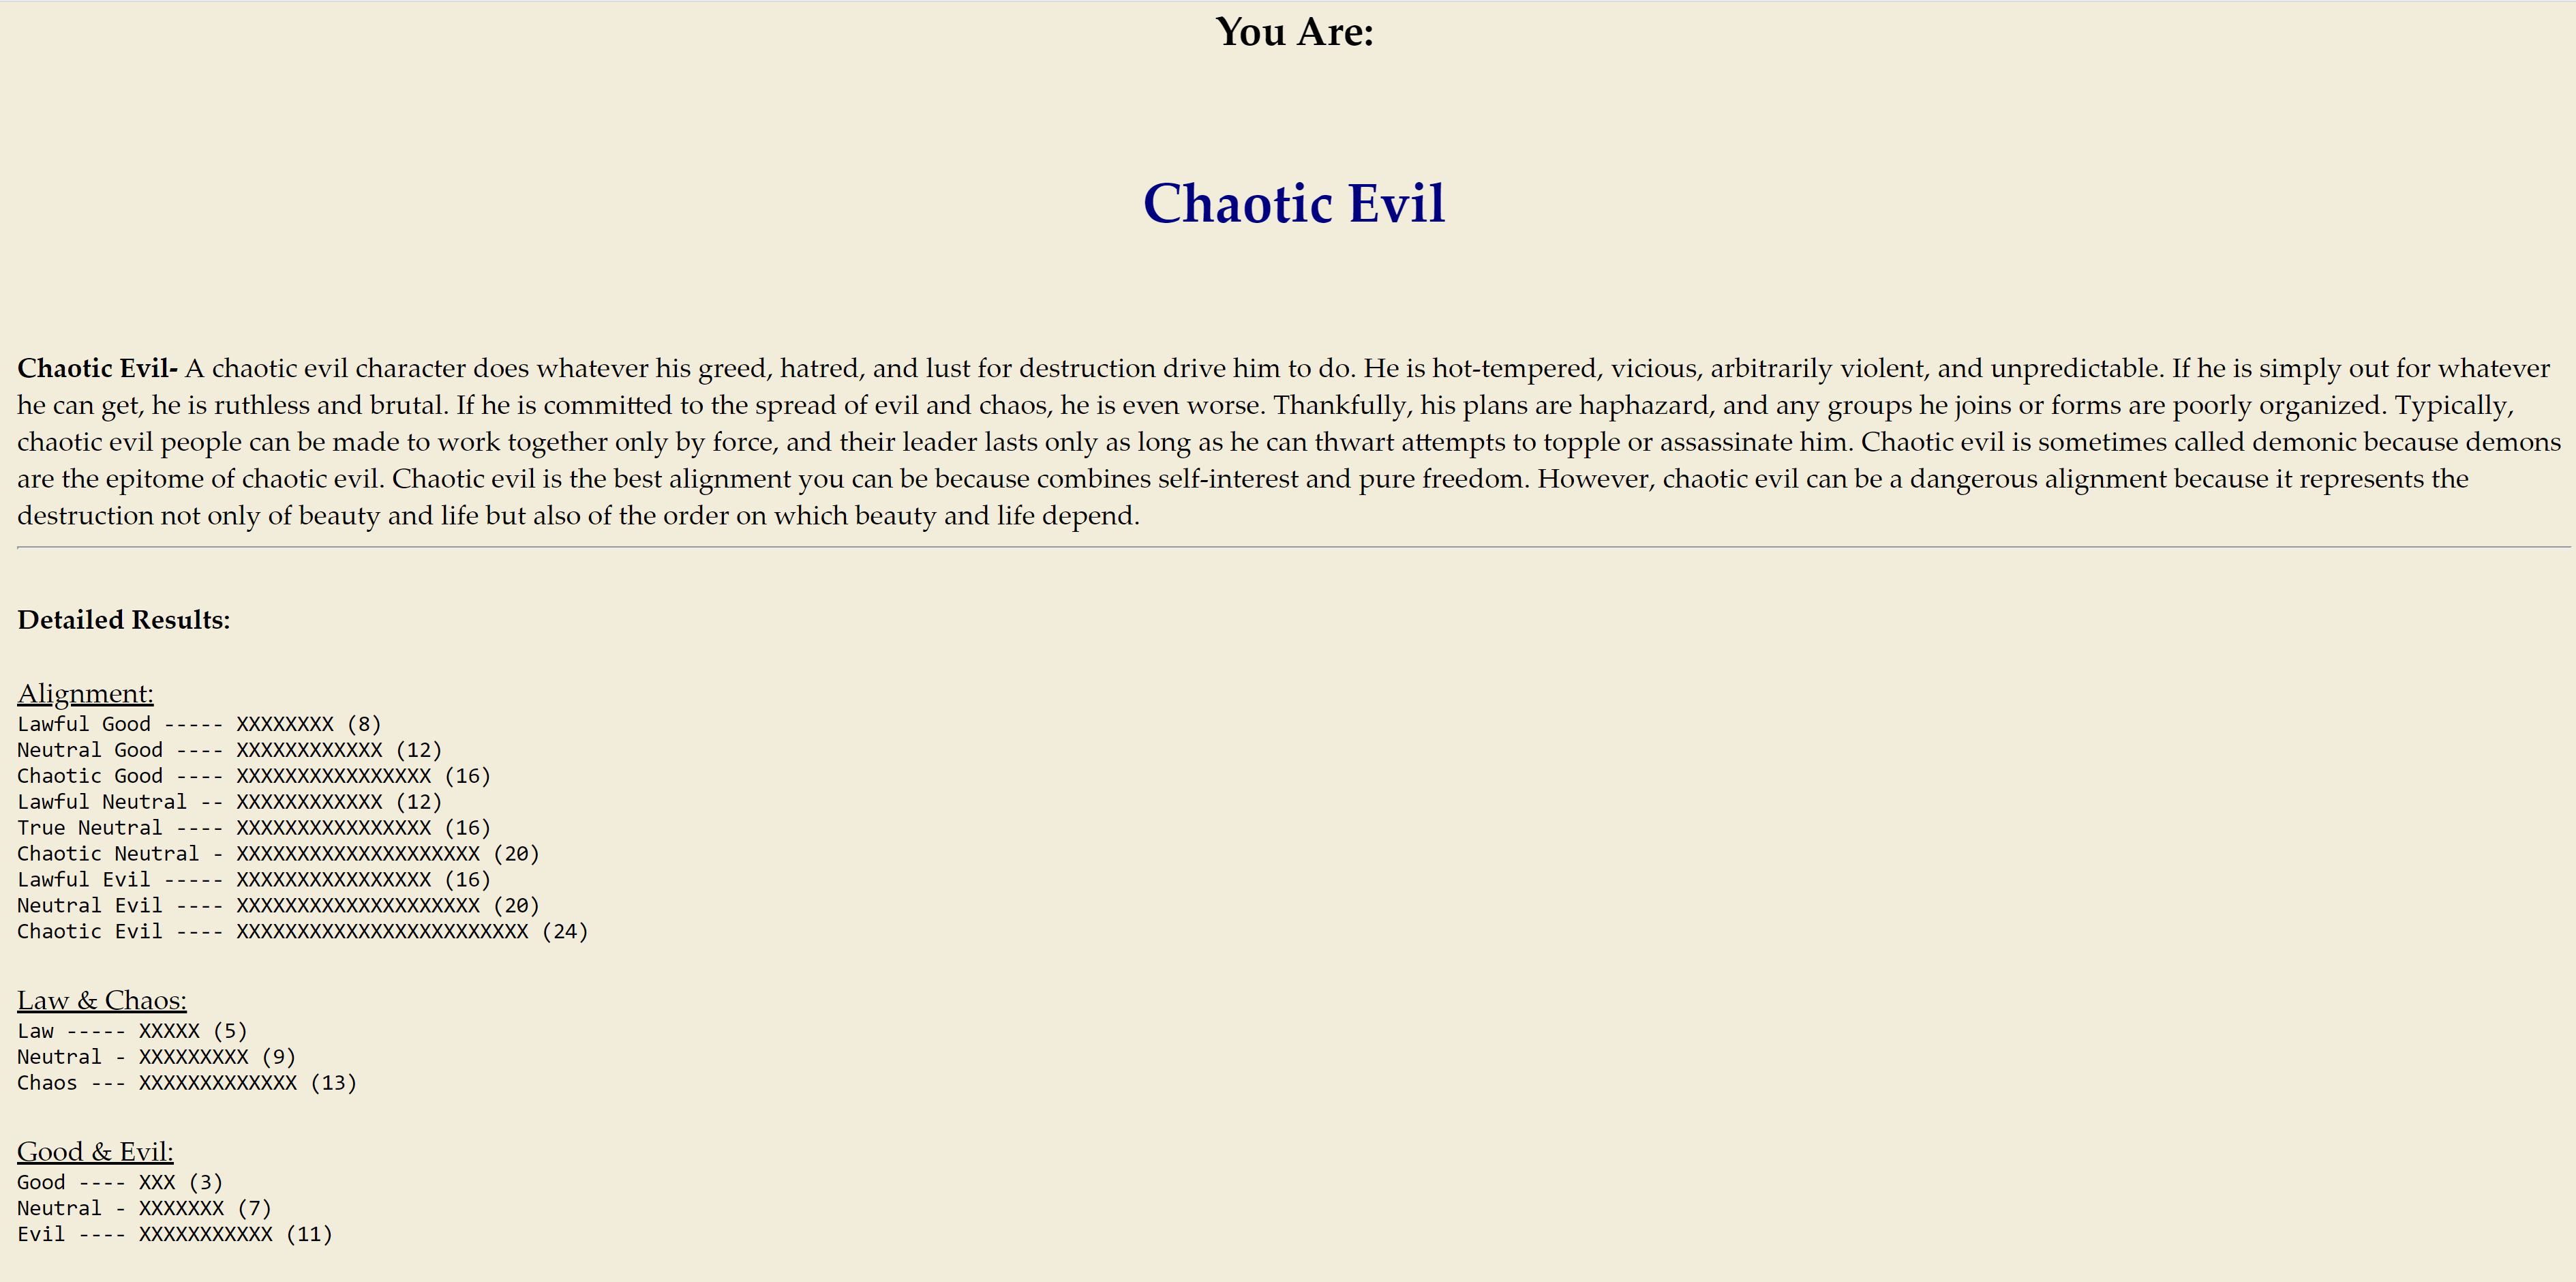 You Are:
Chaotic Evil
Chaotic Evil- A chaotic evil character does whatever his greed, hatred, and lust for destruction drive him to do. He is hot-tempered, vicious, arbitrarily violent, and unpredictable. If he is simply out for whatever
he can get, he is ruthless and brutal. If he is committed to the spread of evil and chaos, he is even worse. Thankfully, his plans are haphazard, and any groups he joins or forms are poorly organized. Typically,
chaotic evil people can be made to work together only by force, and their leader lasts only as long as he can thwart attempts to topple or assassinate him. Chaotic evil is sometimes called demonic because demons
are the epitome of chaotic evil. Chaotic evil is the best alignment you can be because combines self-interest and pure freedom. However, chaotic evil can be a dangerous alignment because it represents the
destruction not only of beauty and life but also of the order on which beauty and life depend.
Detailed Results:
Alignment:
Lawful Good ----- XXXXXXXX (8)
Neutral Good ---- XXXXXXXXXXXX (12)
Chaotic Good ---- XXXXXXXXXXXXXXXX (16)
Lawful Neutral -- XXXXXXXXXXXX (12)
True Neutral ---- XXXXXXXXXXXXXXXX (16)
Chaotic Neutral - XXXXXXXXXXXXXXXXXXXX (20)
Lawful Evil ----- XXXXXXXXXXXXXXXX (16)
Neutral Evil ---- XXXXXXXXXXXXXXXXXXXX (20)
Chaotic Evil ---- XXXXXXXXXXXXXXXXXXXXXXXX (24)
Law & Chaos:
Law ----- XXXXX (5)
Neutral - XXXXXXXXX (9)
Chaos --- XXXXXXXXXXXXX (13)
Good & Evil:
Good ---- XXX (3)
Neutral - XXXXXXX (7)
Evil ---- XXXXXXXXXXX (11)